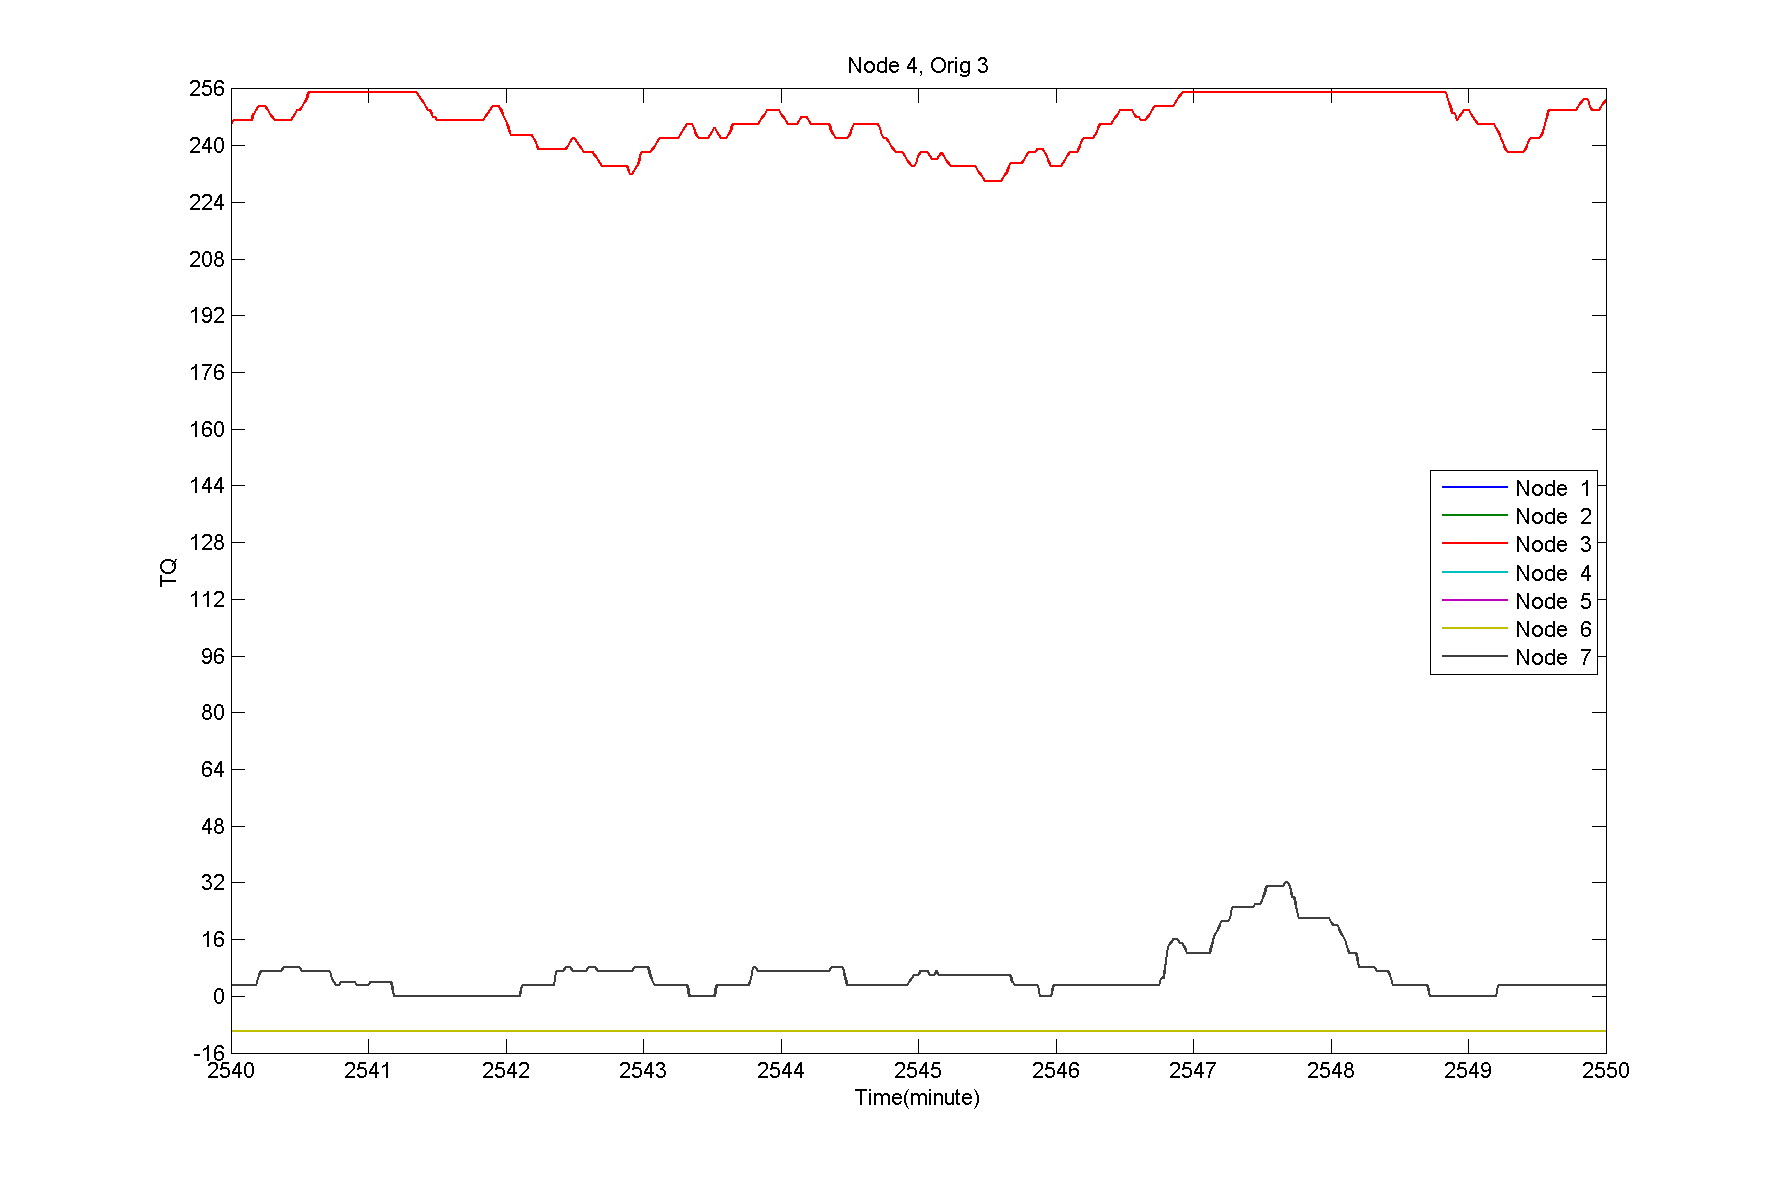 Node 4, Orig 3
256
240
224
208
192
176
160
144
128
112
96
80
64
48
32
16
0
-16
TQ
Node 1
Node 2
Node 3
Node 4
Node 5
Node 6
Node 7
2540 2541 2542 2543 2544 2545 2546 2547 2548 2549 2550
Time(minute)